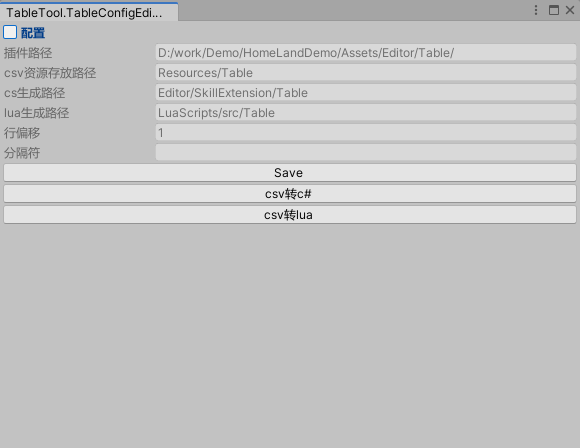 TableTool.TableConfigEdi...
配置
插件路径 D:/work/Demo/HomeLandDemo/Assets/Editor/Table/
csv资源存放路径 Resources/Table
cs生成路径 Editor/SkillExtension/Table
lua生成路径 LuaScripts/src/Table
行偏移 1
分隔符
Save
csv转c#
csv转lua